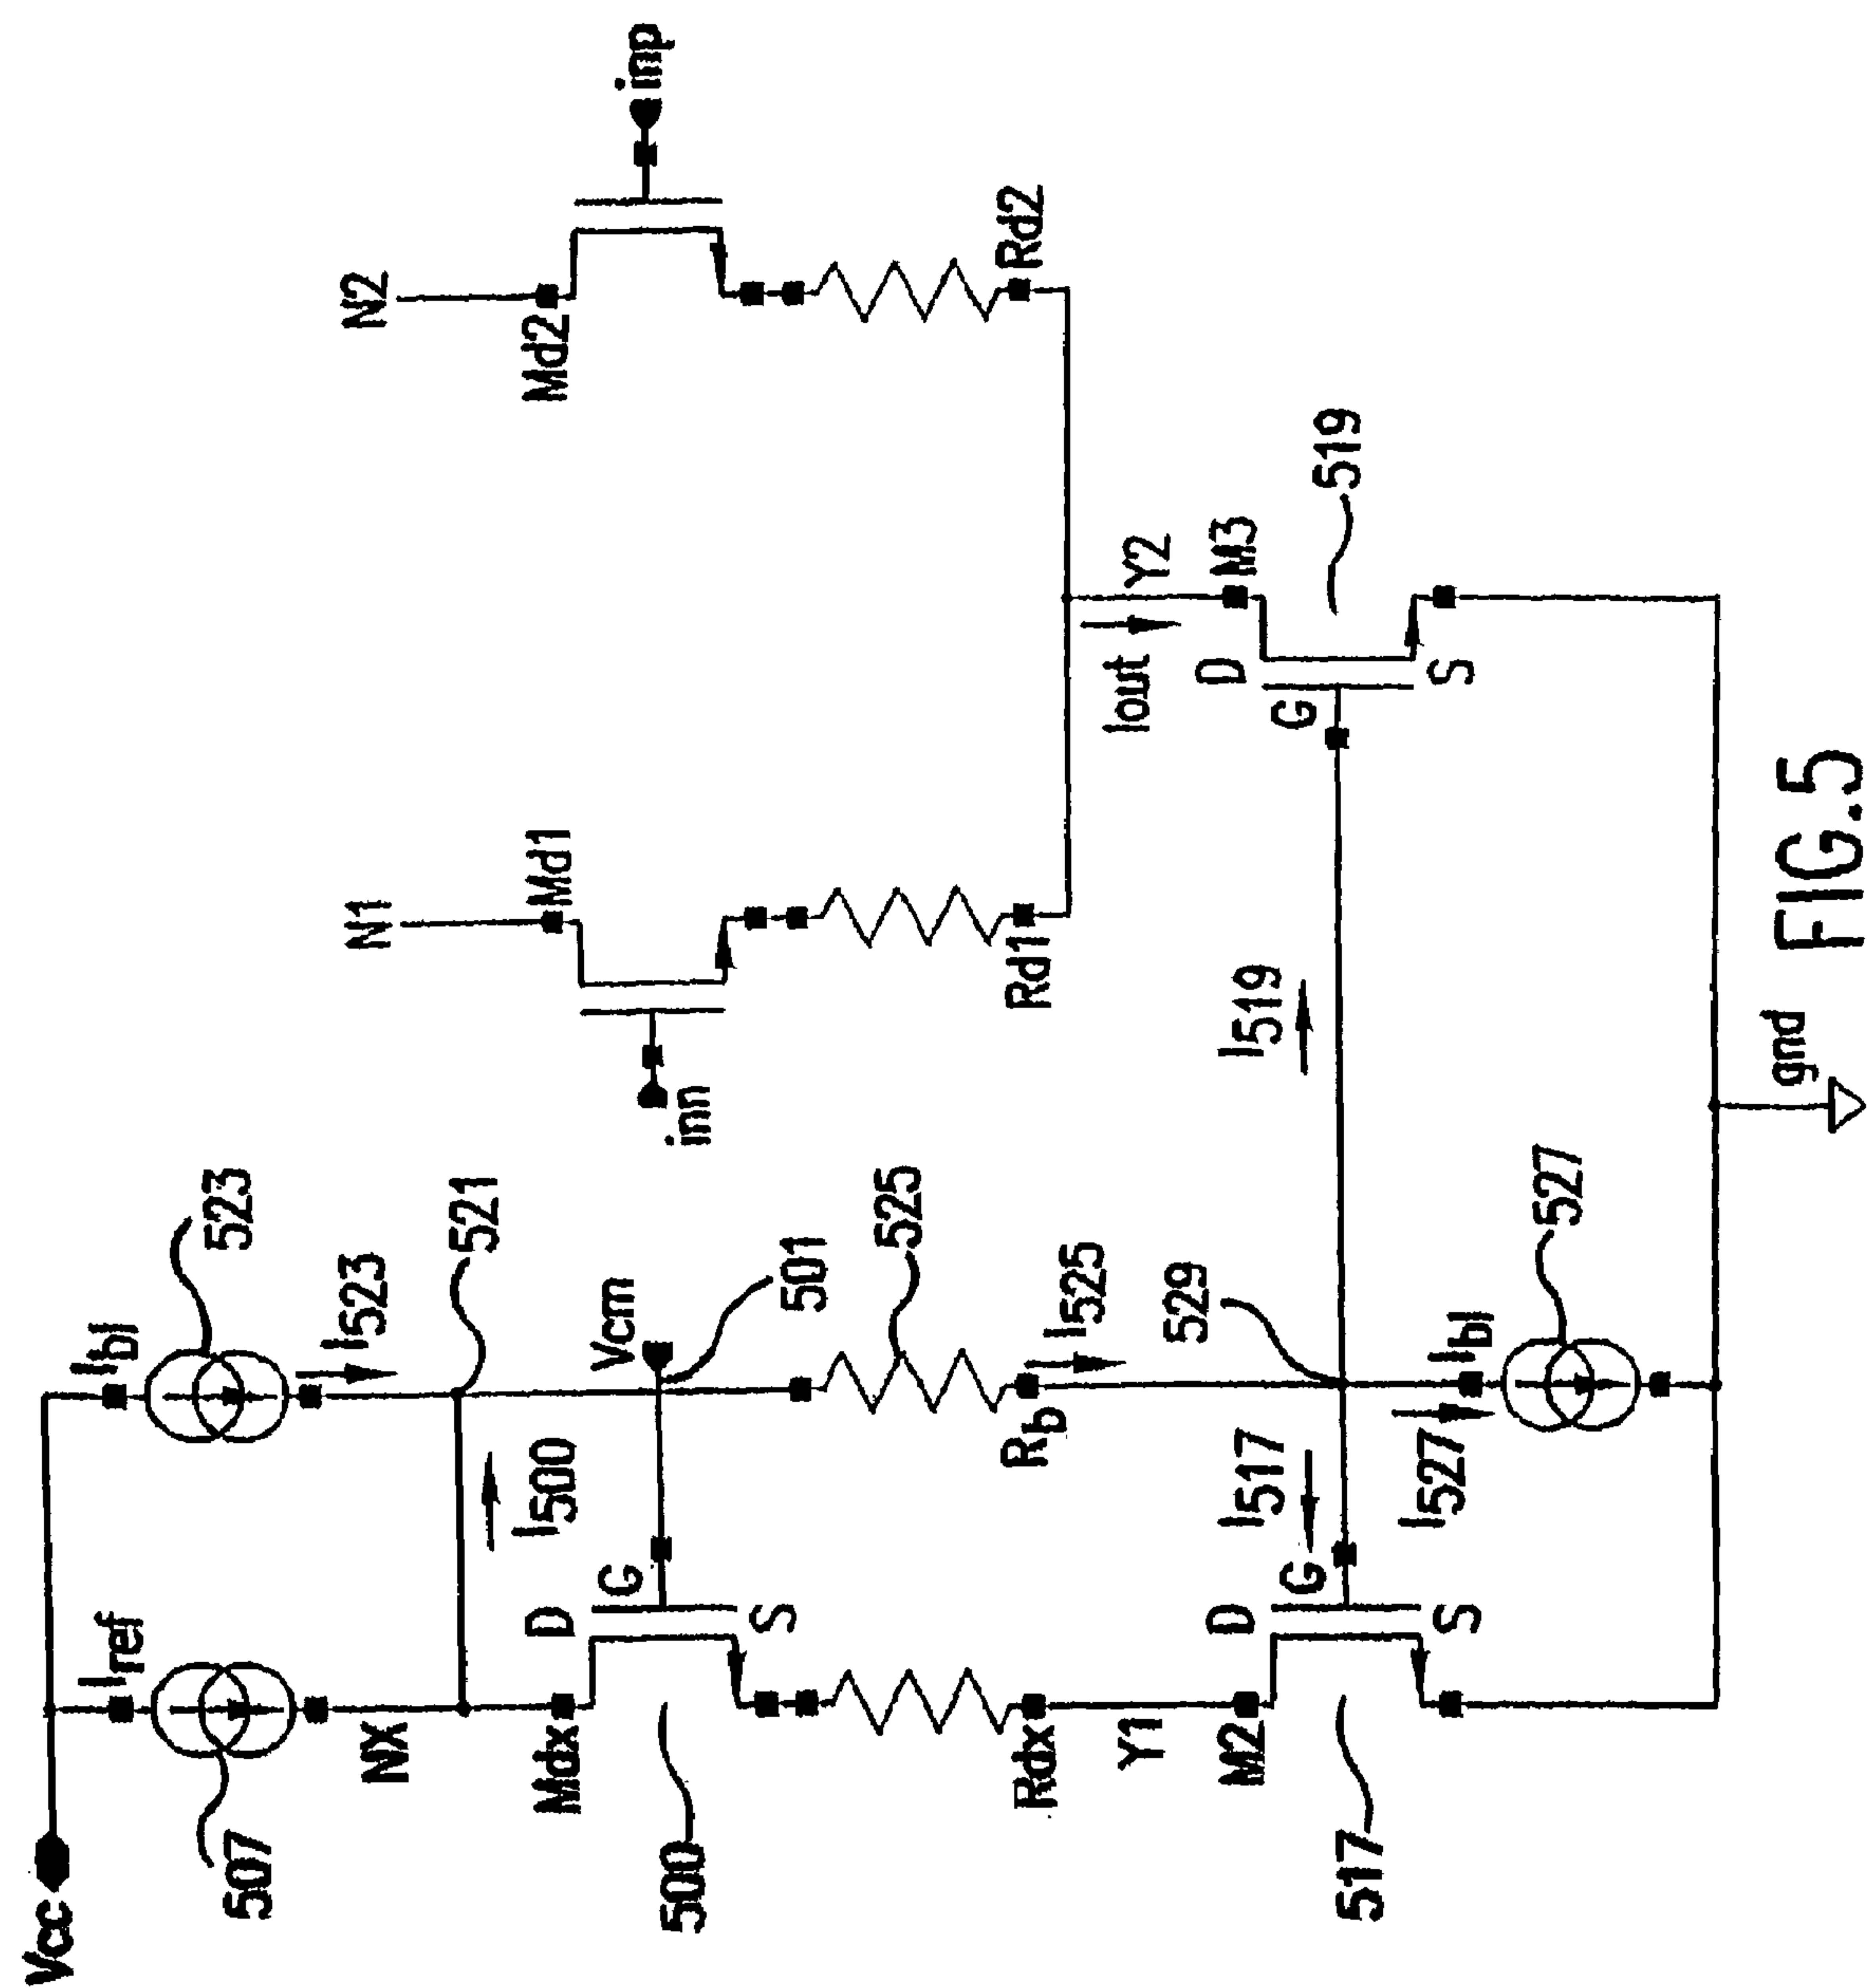 Vcc
Iref
507
NX
Ibl
523
I523
521
I500
Mdx
D
G
S
500
Vcm
501
525
Rb
I525
Rdx
Y1
529
M2
D
G
S
517
I517
I527
Ibl
527
I519
gnd
N1
Md1
inn
Rd1
N2
Md2
inp
Rd2
Iout
Y2
M3
D
G
S
519
FIG.5